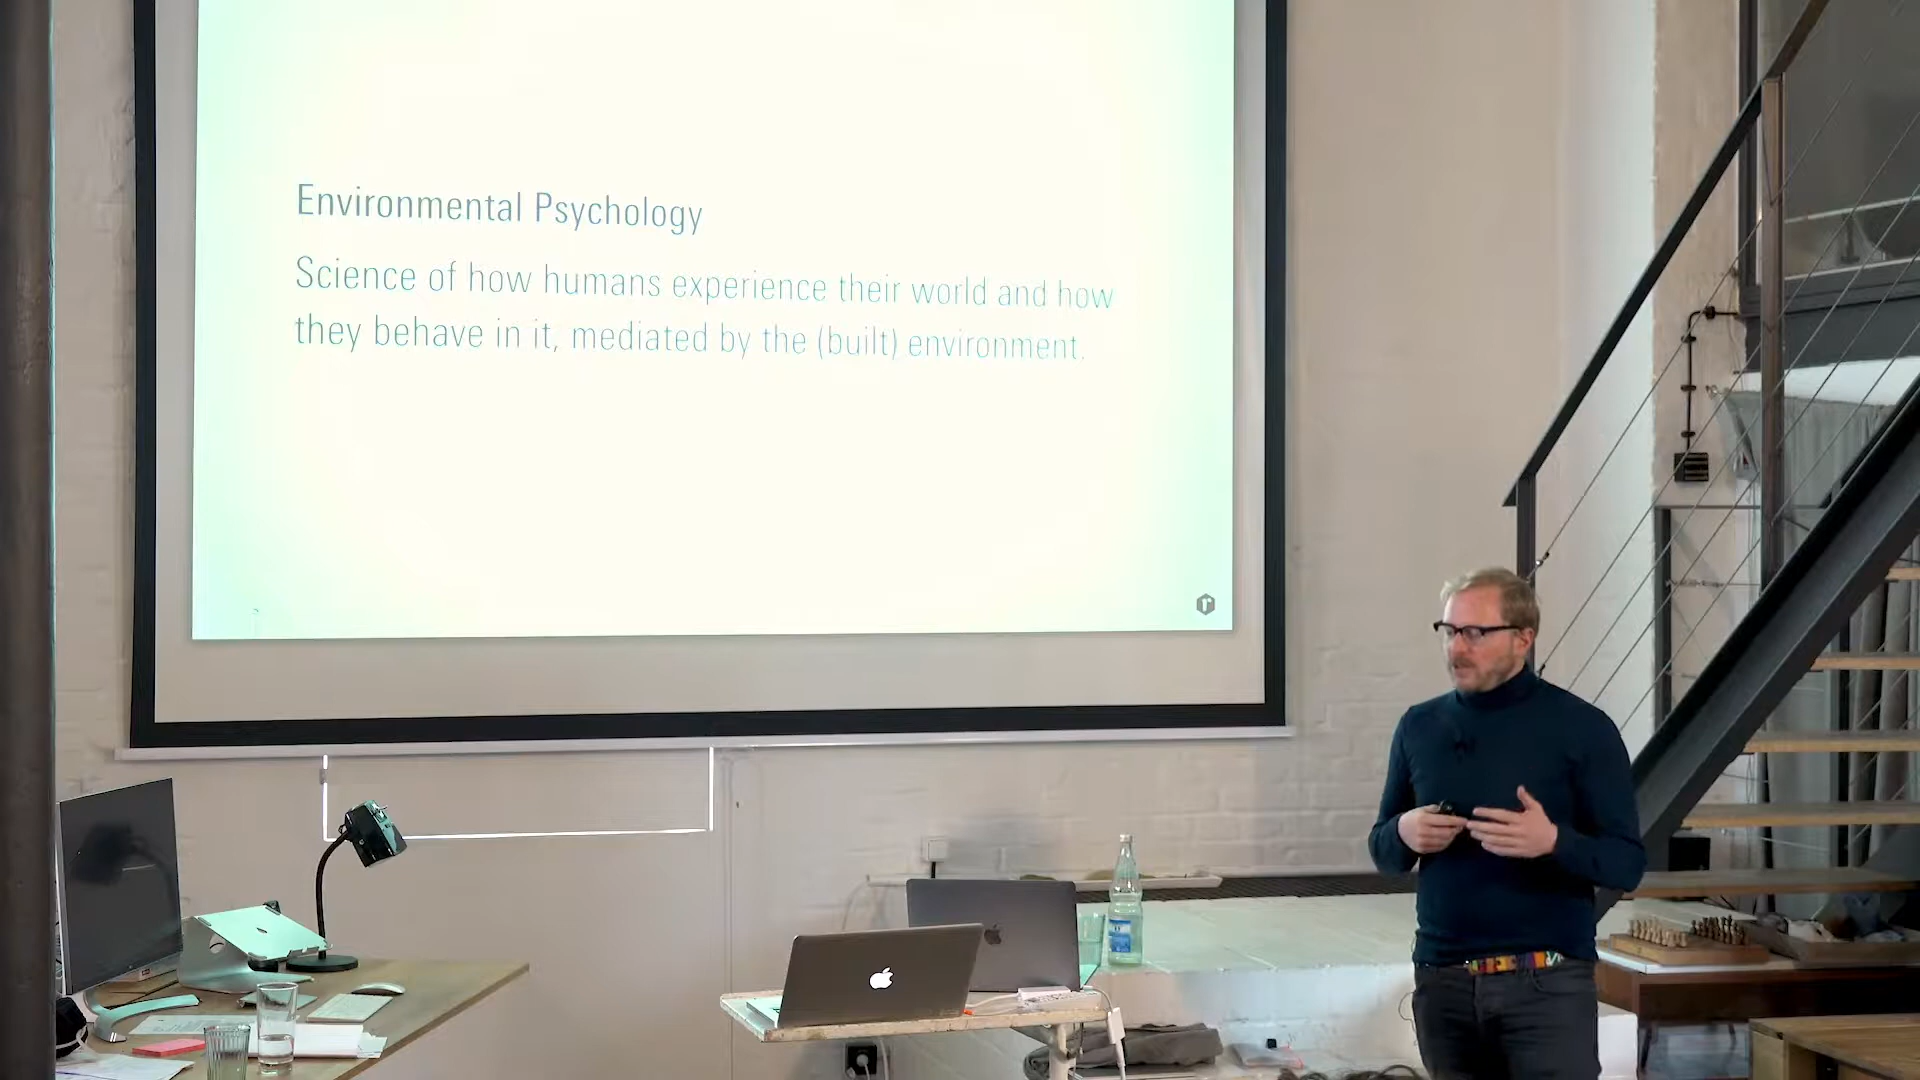 Environmental Psychology
Science of how humans experience their world and how
they behave in it, mediated by the (built) environment.